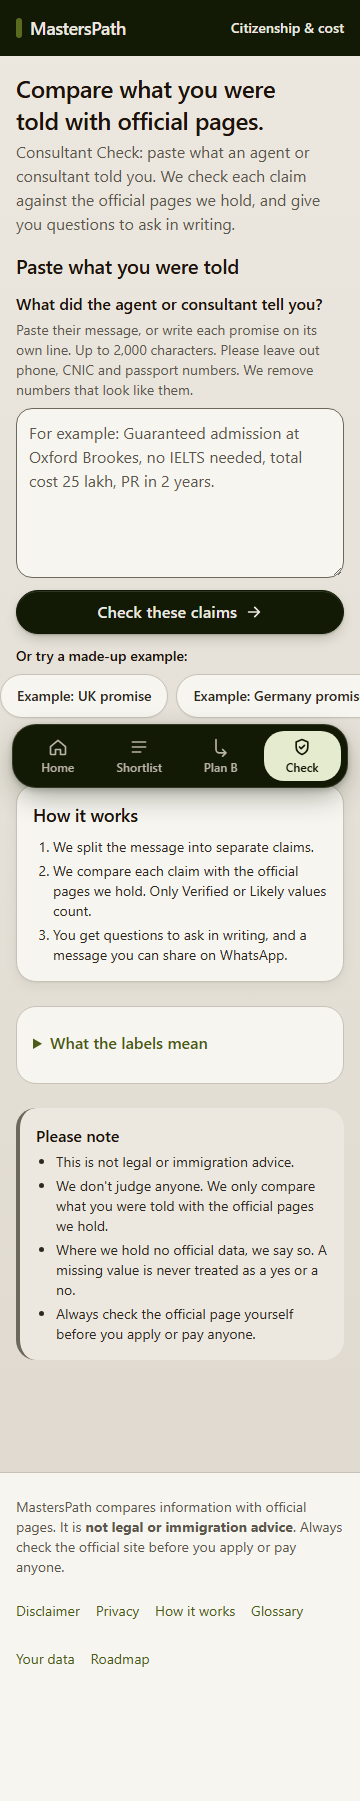 MastersPath
Citizenship & cost
Compare what you were
told with official pages.
Consultant Check: paste what an agent or
consultant told you. We check each claim
against the official pages we hold, and give
you questions to ask in writing.
Paste what you were told
What did the agent or consultant tell you?
Paste their message, or write each promise on its
own line. Up to 2,000 characters. Please leave out
phone, CNIC and passport numbers. We remove
numbers that look like them.
For example: Guaranteed admission at
Oxford Brookes, no IELTS needed, total
cost 25 lakh, PR in 2 years.
Check these claims →
Or try a made-up example:
Example: UK promise
Example: Germany promis
Home
Shortlist
Plan B
Check
How it works
1. We split the message into separate claims.
2. We compare each claim with the official
pages we hold. Only Verified or Likely values
count.
3. You get questions to ask in writing, and a
message you can share on WhatsApp.
What the labels mean
Please note
• This is not legal or immigration advice.
• We don't judge anyone. We only compare
what you were told with the official pages
we hold.
• Where we hold no official data, we say so. A
missing value is never treated as a yes or a
no.
• Always check the official page yourself
before you apply or pay anyone.
MastersPath compares information with official
pages. It is not legal or immigration advice. Always
check the official site before you apply or pay
anyone.
Disclaimer
Privacy
How it works
Glossary
Your data
Roadmap